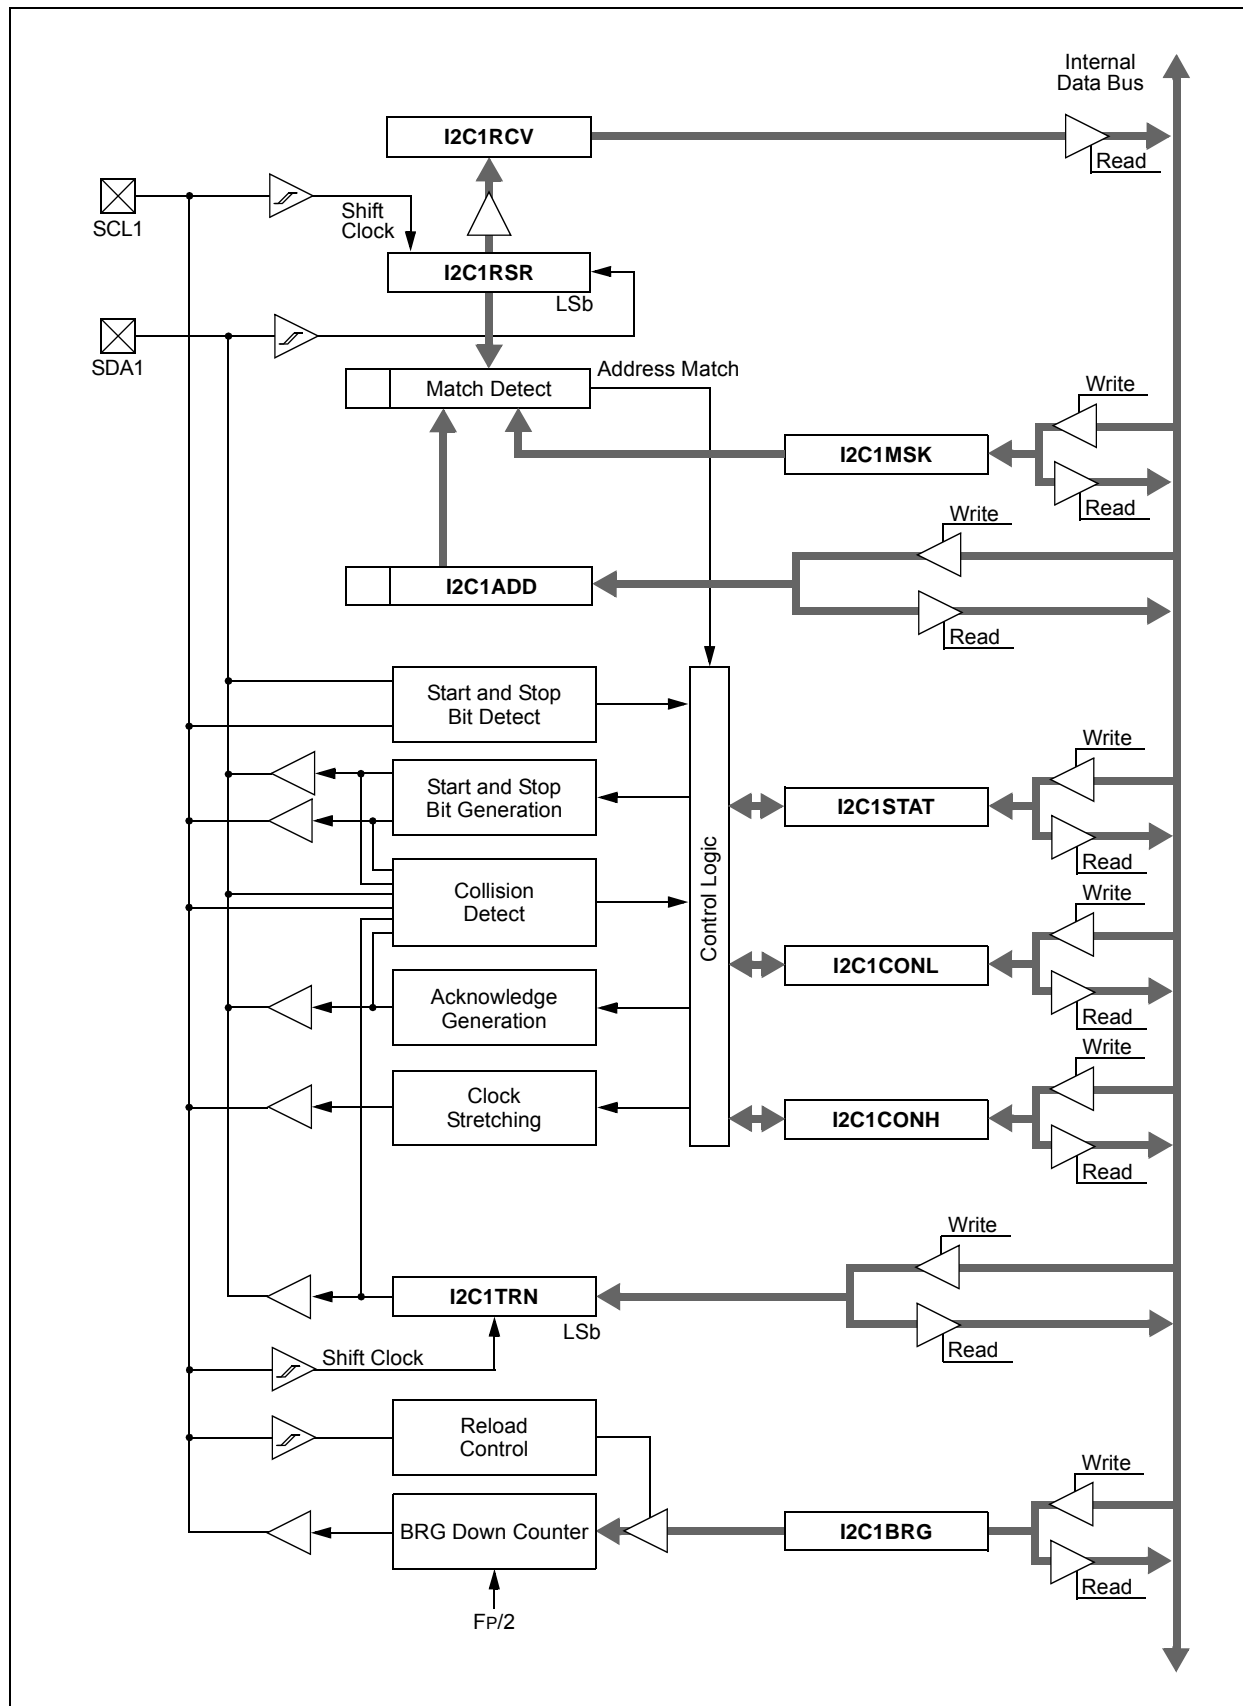 Internal
Data Bus
I2C1RCV
Read
SCL1
Shift
Clock
I2C1RSR
LSb
SDA1
Address Match
Match Detect
Write
I2C1MSK
Read
Write
I2C1ADD
Read
Start and Stop
Bit Detect
Write
Start and Stop
Bit Generation
I2C1STAT
Read
Control Logic
Collision
Detect
Write
I2C1CONL
Acknowledge
Generation
Read
Write
Clock
Stretching
I2C1CONH
Read
Write
I2C1TRN
LSb
Read
Shift Clock
Reload
Control
Write
BRG Down Counter
I2C1BRG
Read
FP/2